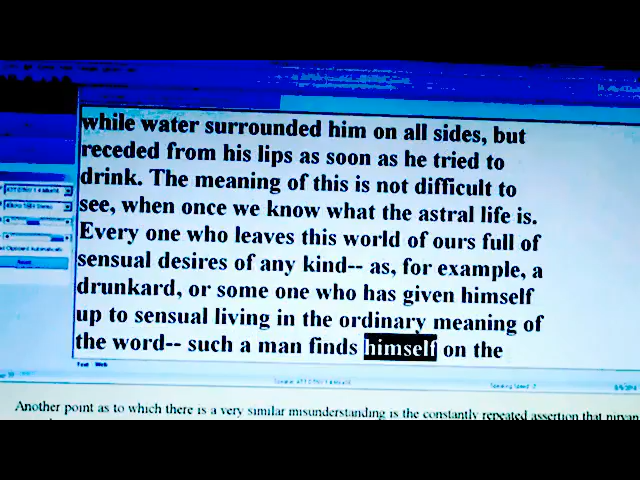 while water surrounded him on all sides, but
receded from his lips as soon as he tried to
drink. The meaning of this is not difficult to
see, when once we know what the astral life is.
Every one who leaves this world of ours full of
sensual desires of any kind-- as, for example, a
drunkard, or some one who has given himself
up to sensual living in the ordinary meaning of
the word-- such a man finds himself on the
Text Web
Another point as to which there is a very similar misunderstanding is the constantly repeated assertion that